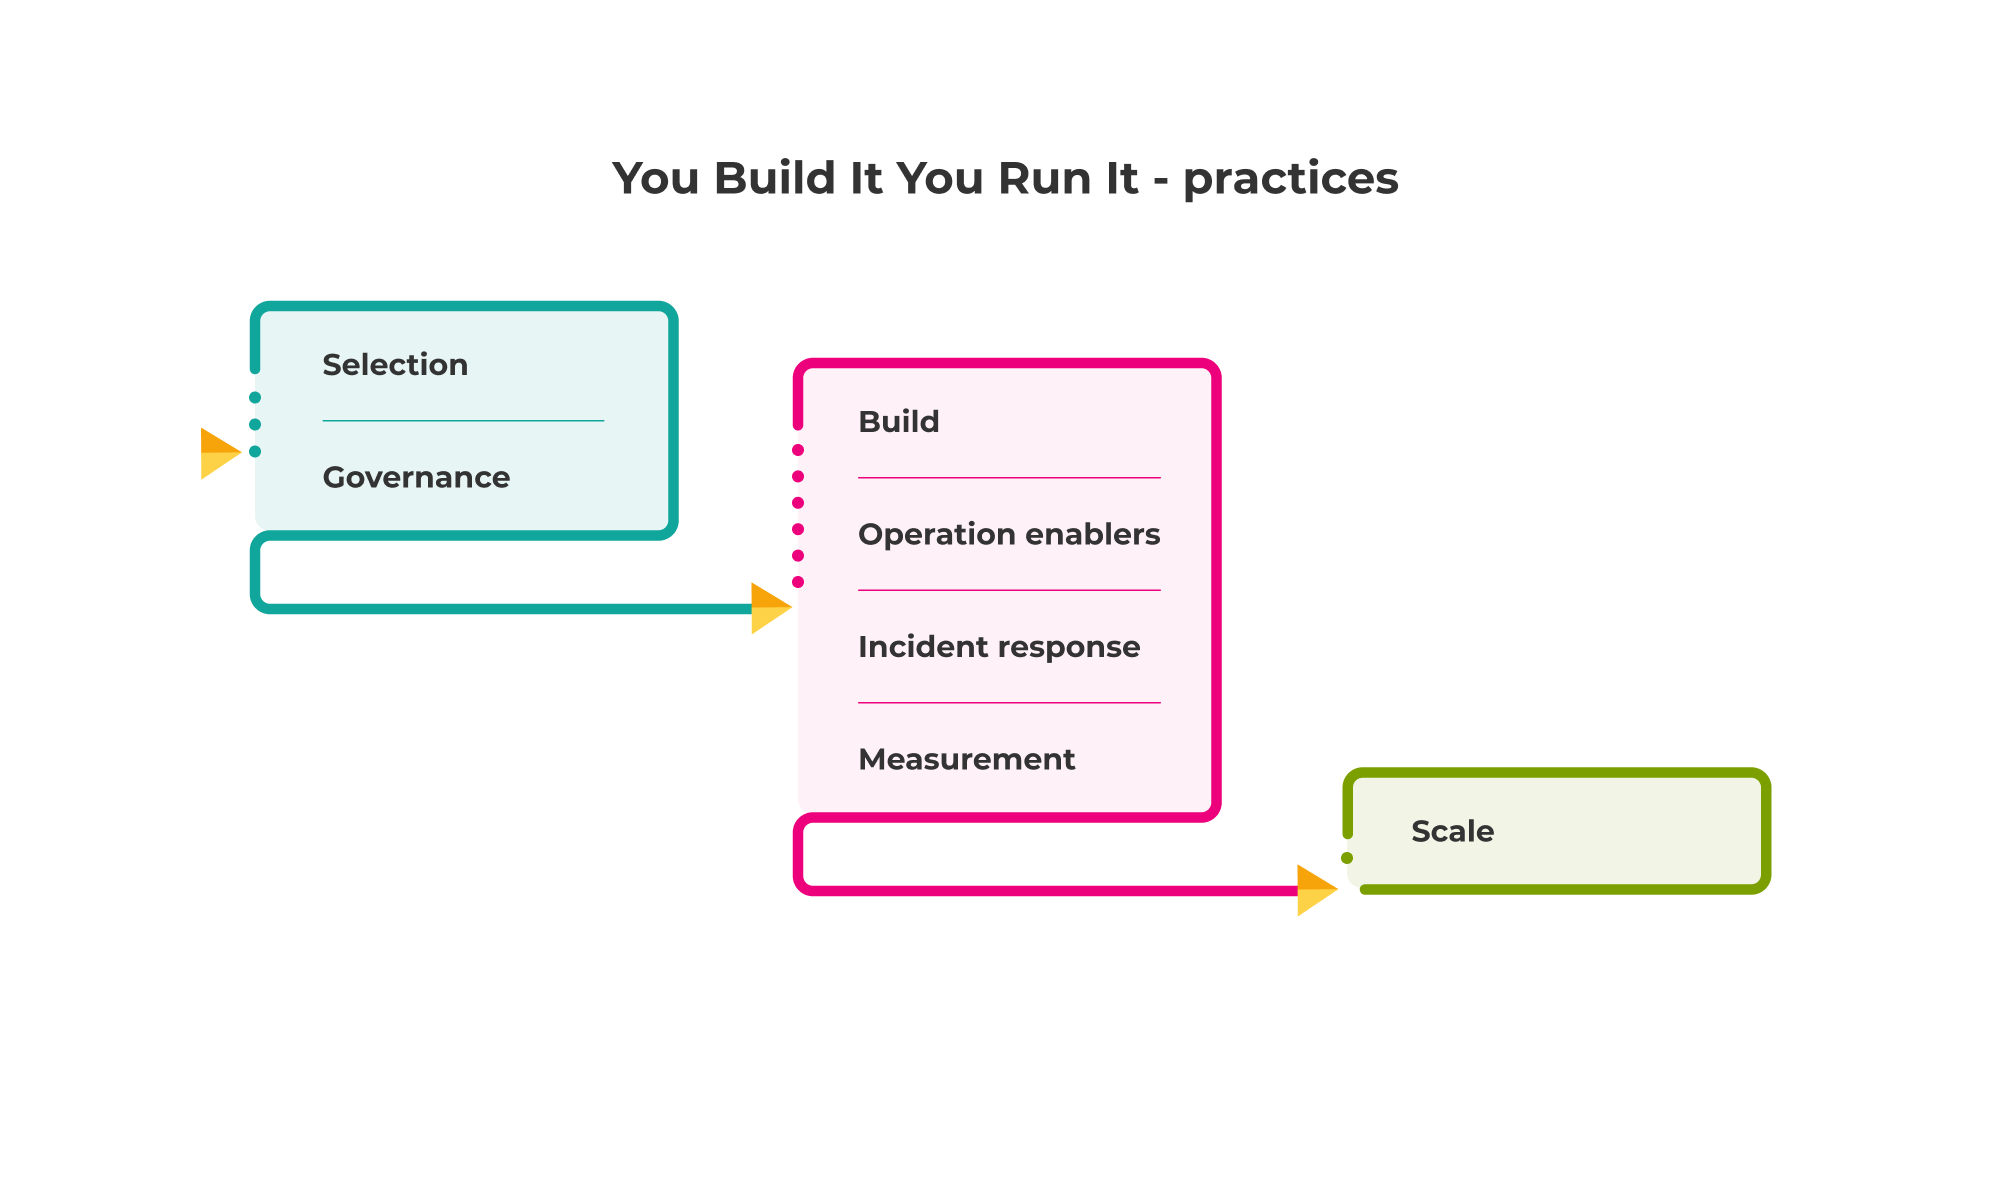 You Build It You Run It - practices
Selection
Governance
Build
Operation enablers
Incident response
Measurement
Scale